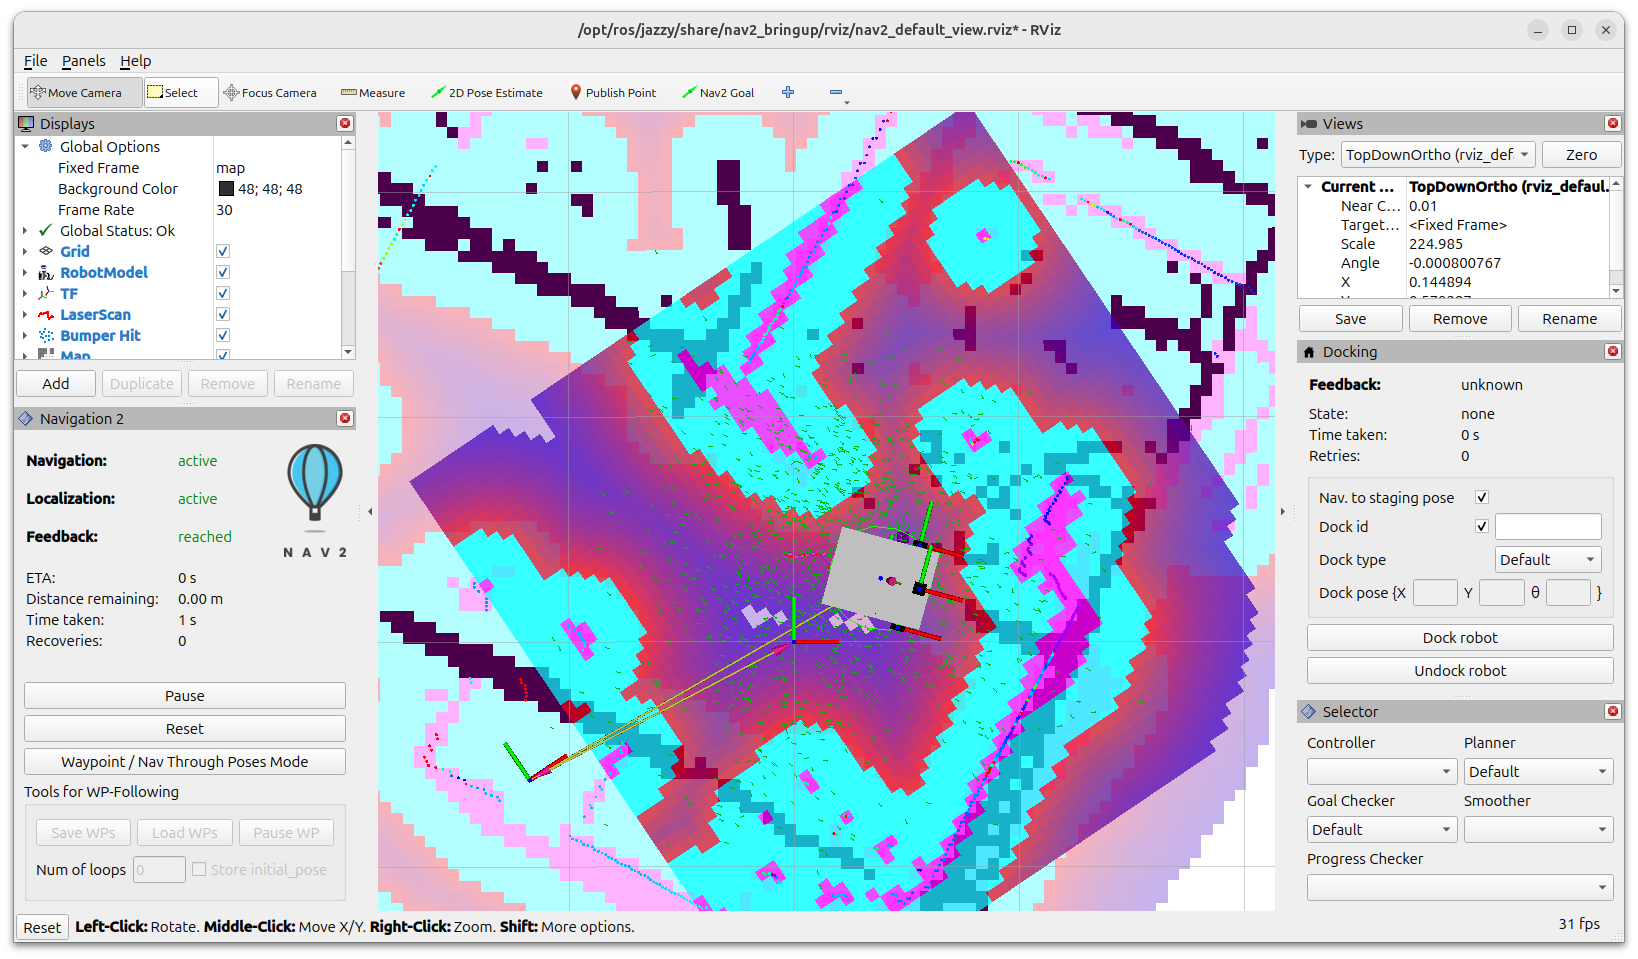 /opt/ros/jazzy/share/nav2_bringup/rviz/nav2_default_view.rviz* - RViz
File Panels Help
Move Camera Select Focus Camera Measure 2D Pose Estimate Publish Point Nav2 Goal
Displays
Global Options
Fixed Frame map
Background Color 48; 48; 48
Frame Rate 30
Global Status: Ok
Grid
RobotModel
TF
LaserScan
Bumper Hit
Map
Add Duplicate Remove Rename
Navigation 2
Navigation: active
Localization: active
Feedback: reached
NAV2
ETA: 0 s
Distance remaining: 0.00 m
Time taken: 1 s
Recoveries: 0
Pause
Reset
Waypoint / Nav Through Poses Mode
Tools for WP-Following
Save WPs Load WPs Pause WP
Num of loops 0 Store initial_pose
Views
Type: TopDownOrtho (rviz_def Zero
Current ... TopDownOrtho (rviz_defaul...
Near C... 0.01
Target... <Fixed Frame>
Scale 224.985
Angle -0.000800767
X 0.144894
Save Remove Rename
Docking
Feedback: unknown
State: none
Time taken: 0 s
Retries: 0
Nav. to staging pose
Dock id
Dock type Default
Dock pose {X Y θ }
Dock robot
Undock robot
Selector
Controller Planner
Default
Goal Checker Smoother
Default
Progress Checker
Reset Left-Click: Rotate. Middle-Click: Move X/Y. Right-Click: Zoom. Shift: More options. 31 fps